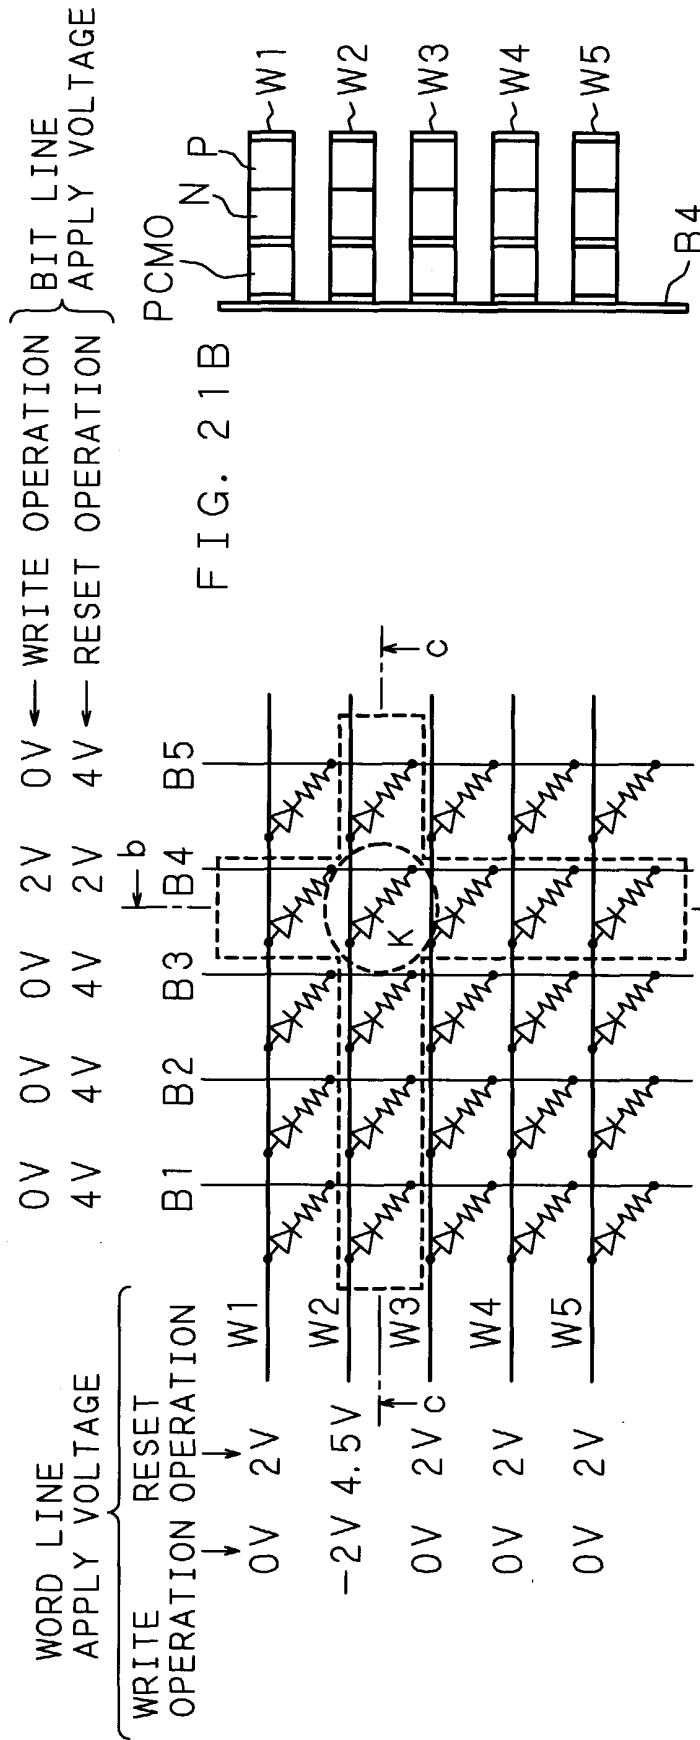 WORD LINE
APPLY VOLTAGE
WRITE RESET
OPERATION OPERATION
0V 2V
-2V 4.5V
0V 2V
0V 2V
0V 2V
0V 0V 0V 2V 0V ← WRITE OPERATION
4V 4V 4V 2V 4V ← RESET OPERATION
BIT LINE
APPLY VOLTAGE
B1 B2 B3 B4 B5
b
W1
W2
W3
W4
W5
K
c c
FIG. 21B
PCMO N P
W1
W2
W3
W4
W5
B4